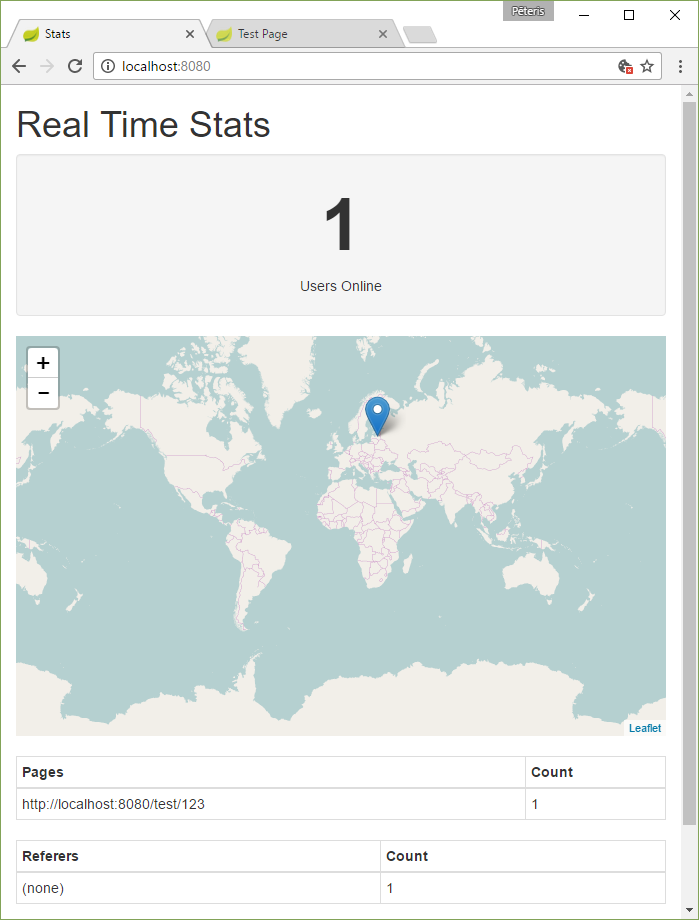 Pēteris
Stats
Test Page
localhost:8080
Real Time Stats
1
Users Online
+
−
Leaflet
Pages Count
http://localhost:8080/test/123 1
Referers Count
(none) 1